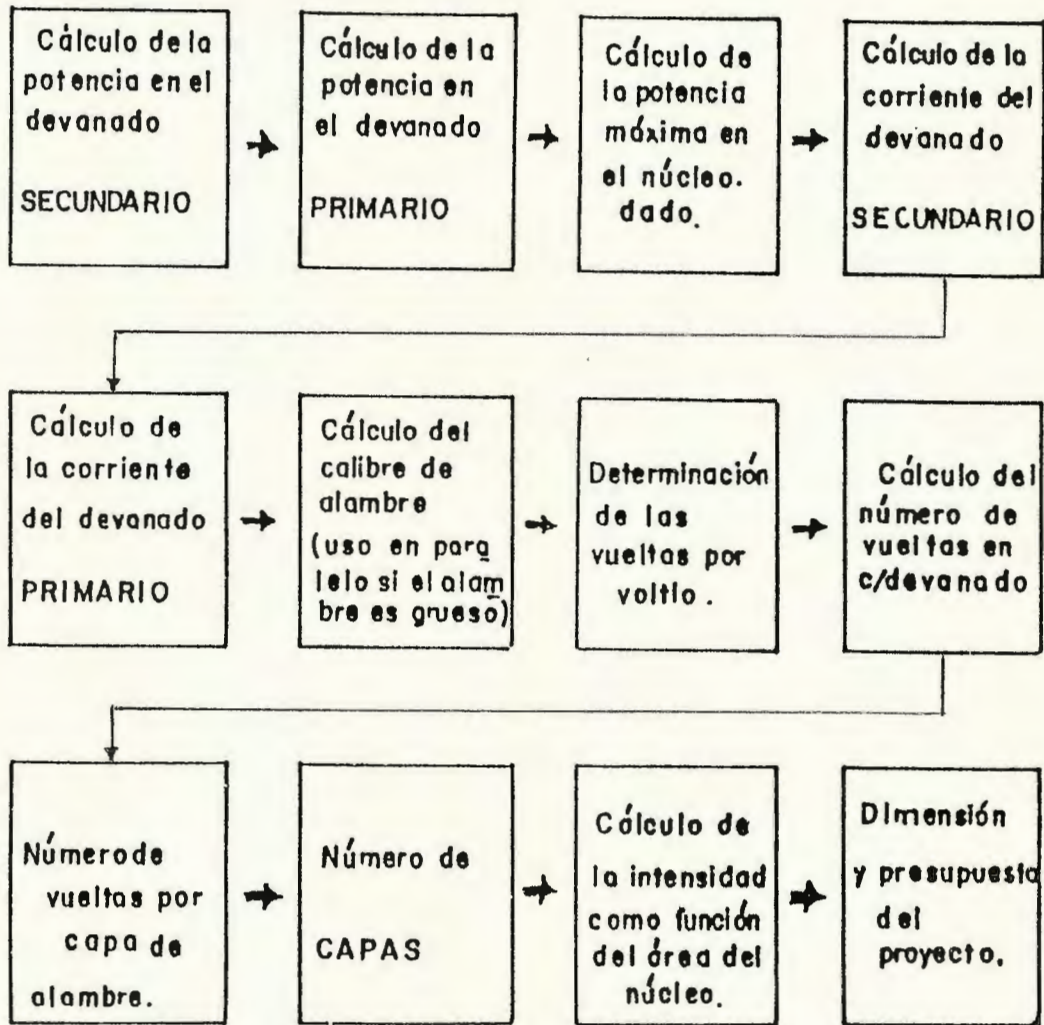 Cálculo de la
potencia en el
devanado
SECUNDARIO
Cálculo de la
potencia en
el devanado
PRIMARIO
Cálculo de
la potencia
máxima en
el núcleo.
dado.
Cálculo de la
corriente del
devanado
SECUNDARIO
Cálculo de
la corriente
del devanado
PRIMARIO
Cálculo del
calibre de
alambre
(uso en para
lelo si el alam
bre es grueso)
Determinación
de las
vueltas por
voltio.
Cálculo del
número de
vueltas en
c/devanado
Número de
vueltas por
capa de
alambre.
Número de
CAPAS
Cálculo de
la intensidad
como función
del área del
núcleo.
Dimensión
y presupuesta
del
proyecto.